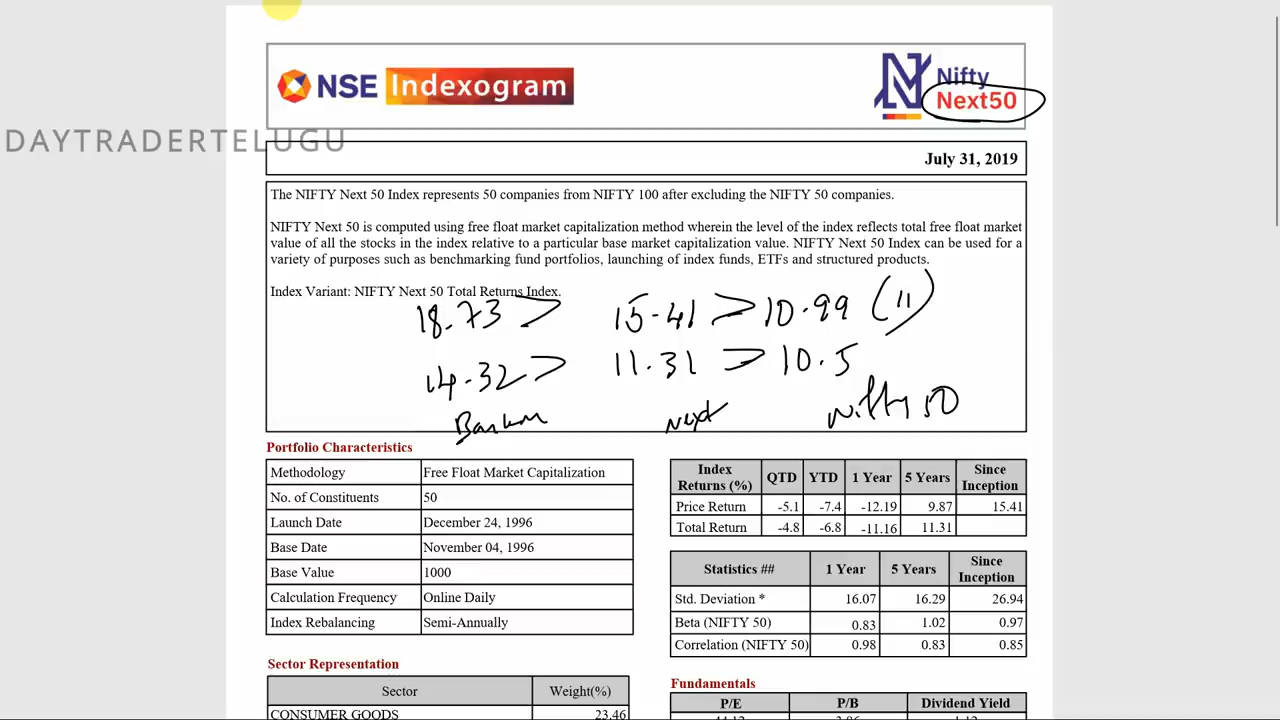 NSE Indexogram
Nifty
Next50
DAYTRADERTELUGU
July 31, 2019
The NIFTY Next 50 Index represents 50 companies from NIFTY 100 after excluding the NIFTY 50 companies.
NIFTY Next 50 is computed using free float market capitalization method wherein the level of the index reflects total free float market
value of all the stocks in the index relative to a particular base market capitalization value. NIFTY Next 50 Index can be used for a
variety of purposes such as benchmarking fund portfolios, launching of index funds, ETFs and structured products.
Index Variant: NIFTY Next 50 Total Returns Index.
18.73 > 15.41 > 10.99 (11)
14.32 > 11.31 > 10.5
Next Nifty 50
Portfolio Characteristics
Methodology Free Float Market Capitalization
No. of Constituents 50
Launch Date December 24, 1996
Base Date November 04, 1996
Base Value 1000
Calculation Frequency Online Daily
Index Rebalancing Semi-Annually
Index Returns (%) QTD YTD 1 Year 5 Years Since Inception
Price Return -5.1 -7.4 -12.19 9.87 15.41
Total Return -4.8 -6.8 -11.16 11.31
Statistics ## 1 Year 5 Years Since Inception
Std. Deviation * 16.07 16.29 26.94
Beta (NIFTY 50) 0.83 1.02 0.97
Correlation (NIFTY 50) 0.98 0.83 0.85
Sector Representation
Sector Weight(%)
CONSUMER GOODS 23.46
Fundamentals
P/E P/B Dividend Yield